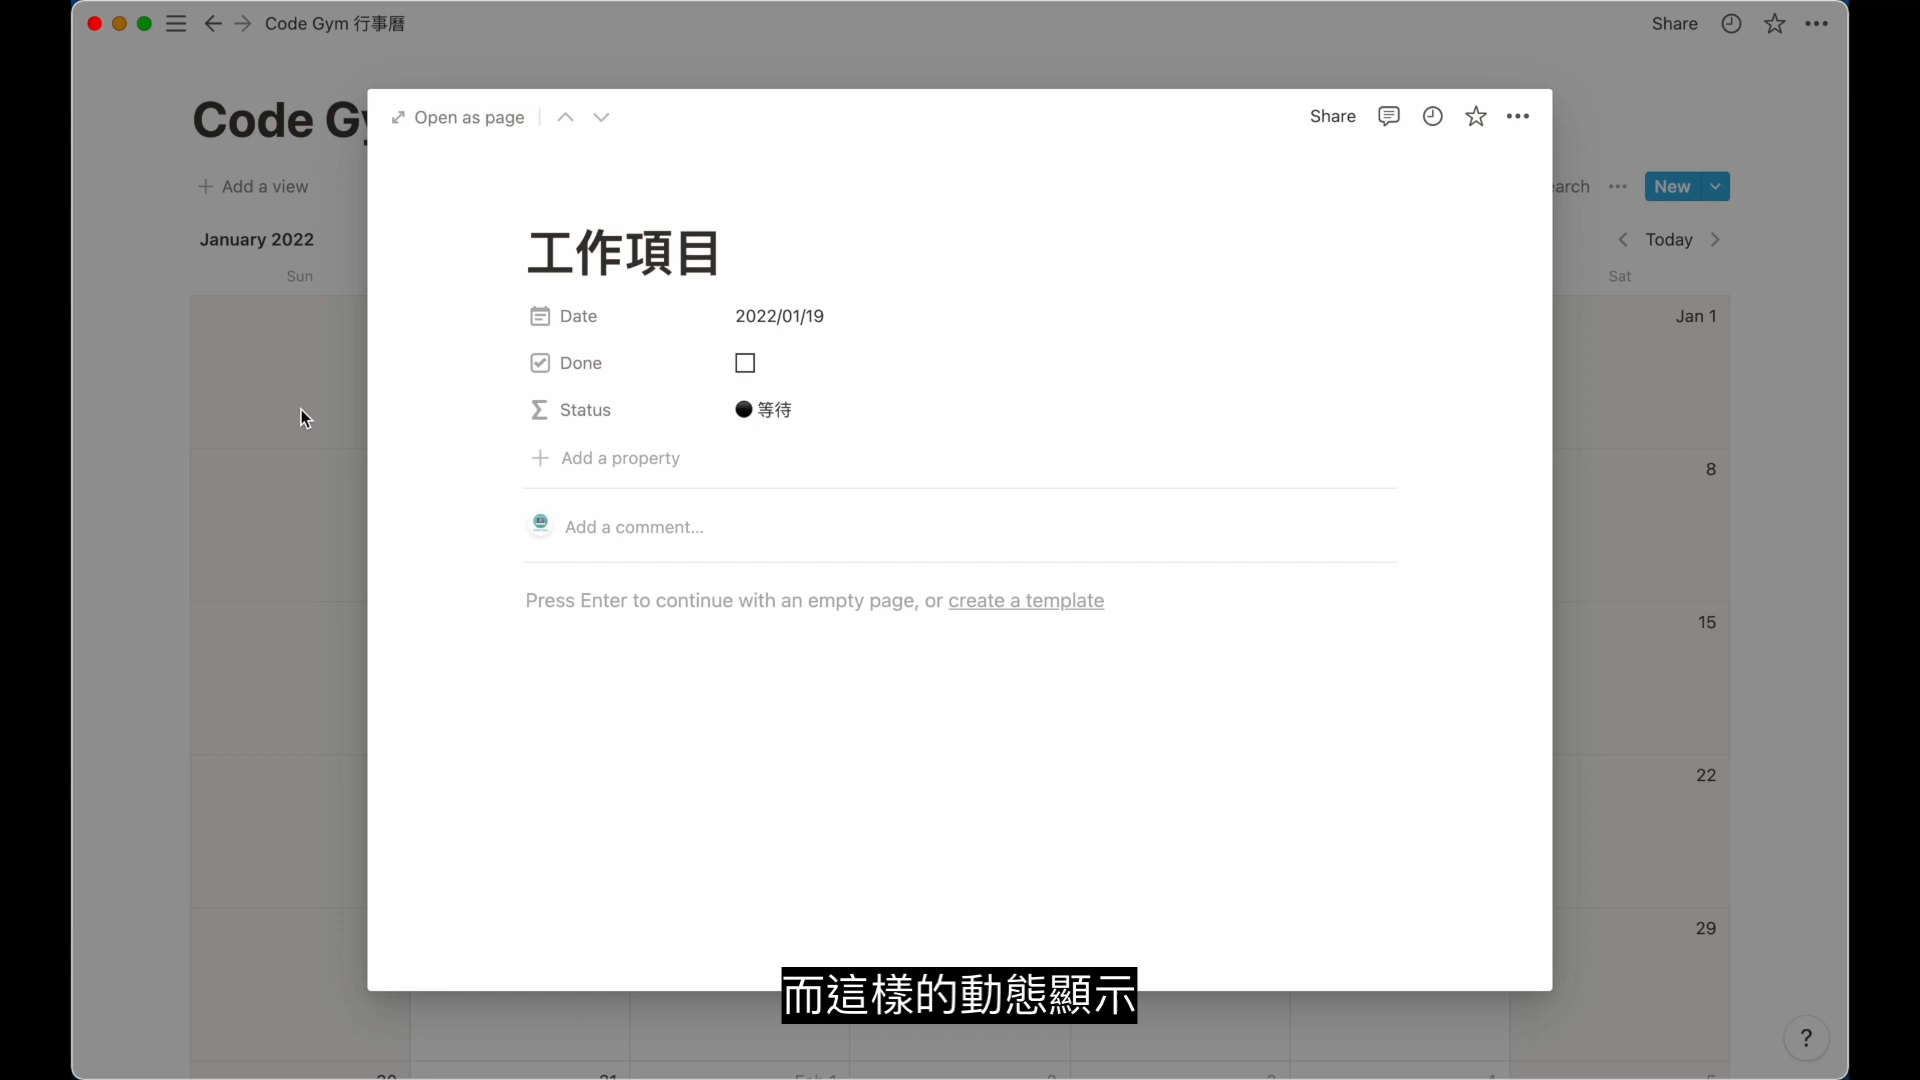 Code Gym 行事曆
Share
Code Gy
Add a view
earch
New
January 2022
Today
Sun
Sat
Jan 1
8
15
22
29
Open as page
Share
工作項目
Date
2022/01/19
Done
Status
等待
Add a property
Add a comment...
Press Enter to continue with an empty page, or create a template
而這樣的動態顯示
?